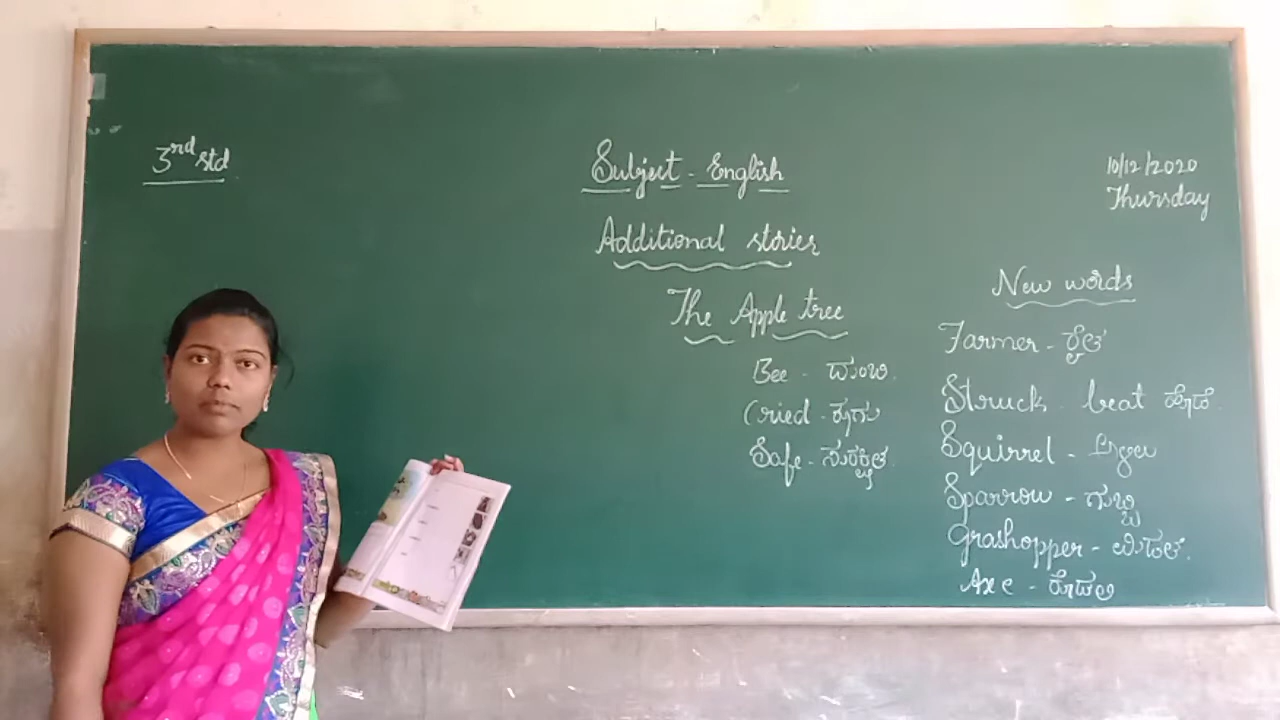 3rd std
Subject - English
10/12/2020
Thursday
Additional stories
The Apple tree
Bee - ದುಂಬಿ.
Cried - ಕೂಗು
Safe - ಸುರಕ್ಷಿತ.
New words
Farmer - ರೈತ
Struck - beat ಹೊಡೆ.
Squirrel - ಅಳಿಲು
Sparrow - ಗುಬ್ಬಿ
Grashopper - ಮಿಡತೆ.
Axe - ಕೊಡಲಿ